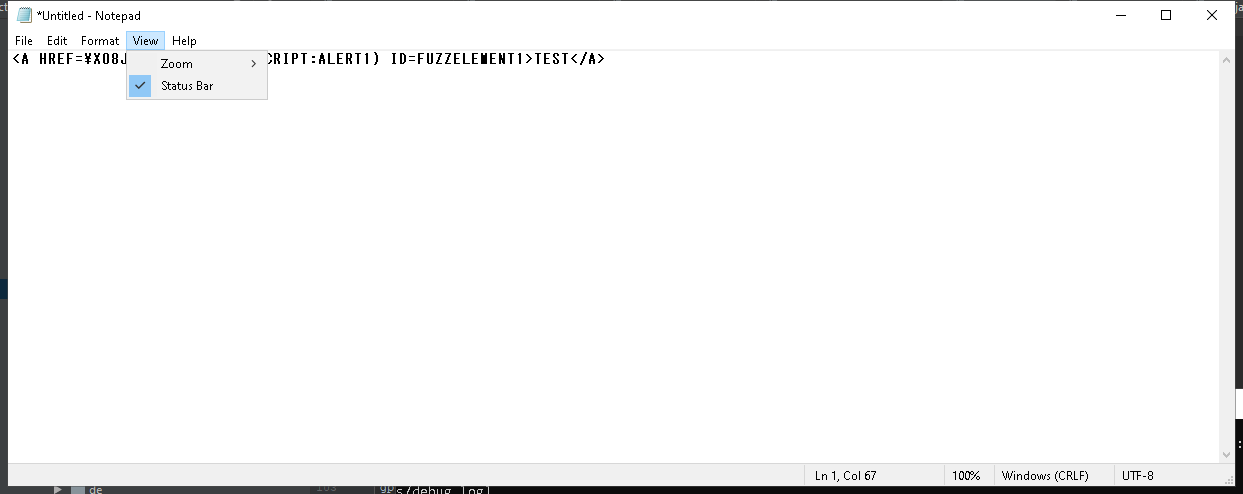 *Untitled - Notepad
File Edit Format View Help
<A HREF=¥X08J CRIPT:ALERT1) ID=FUZZELEMENT1>TEST</A>
Zoom
Status Bar
Ln 1, Col 67 100% Windows (CRLF) UTF-8
de